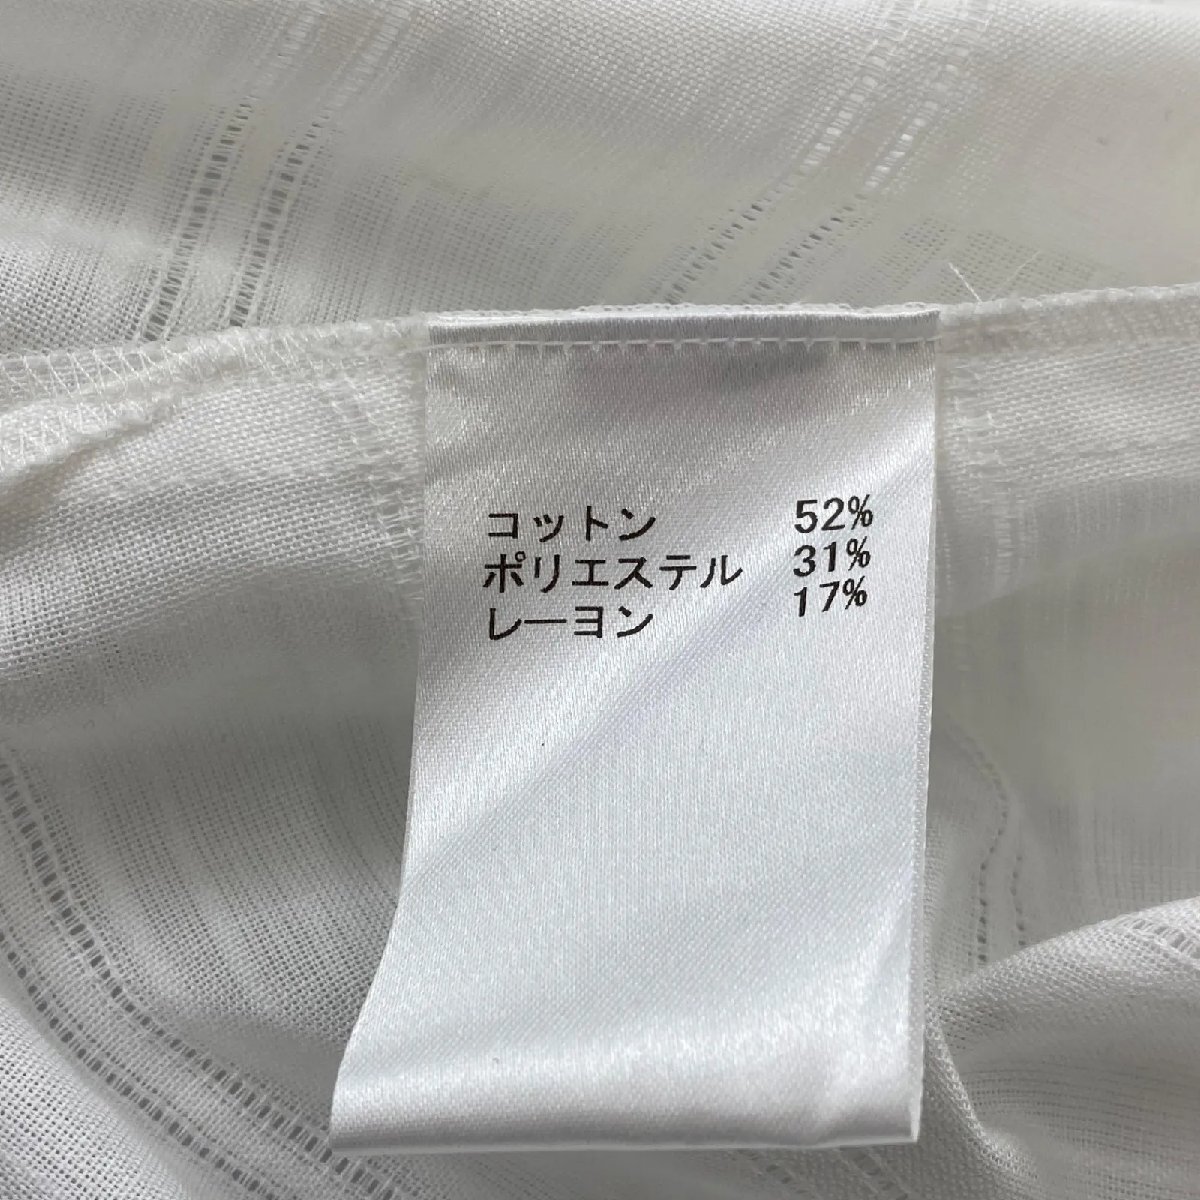 コットン 52%
ポリエステル 31%
レーヨン 17%